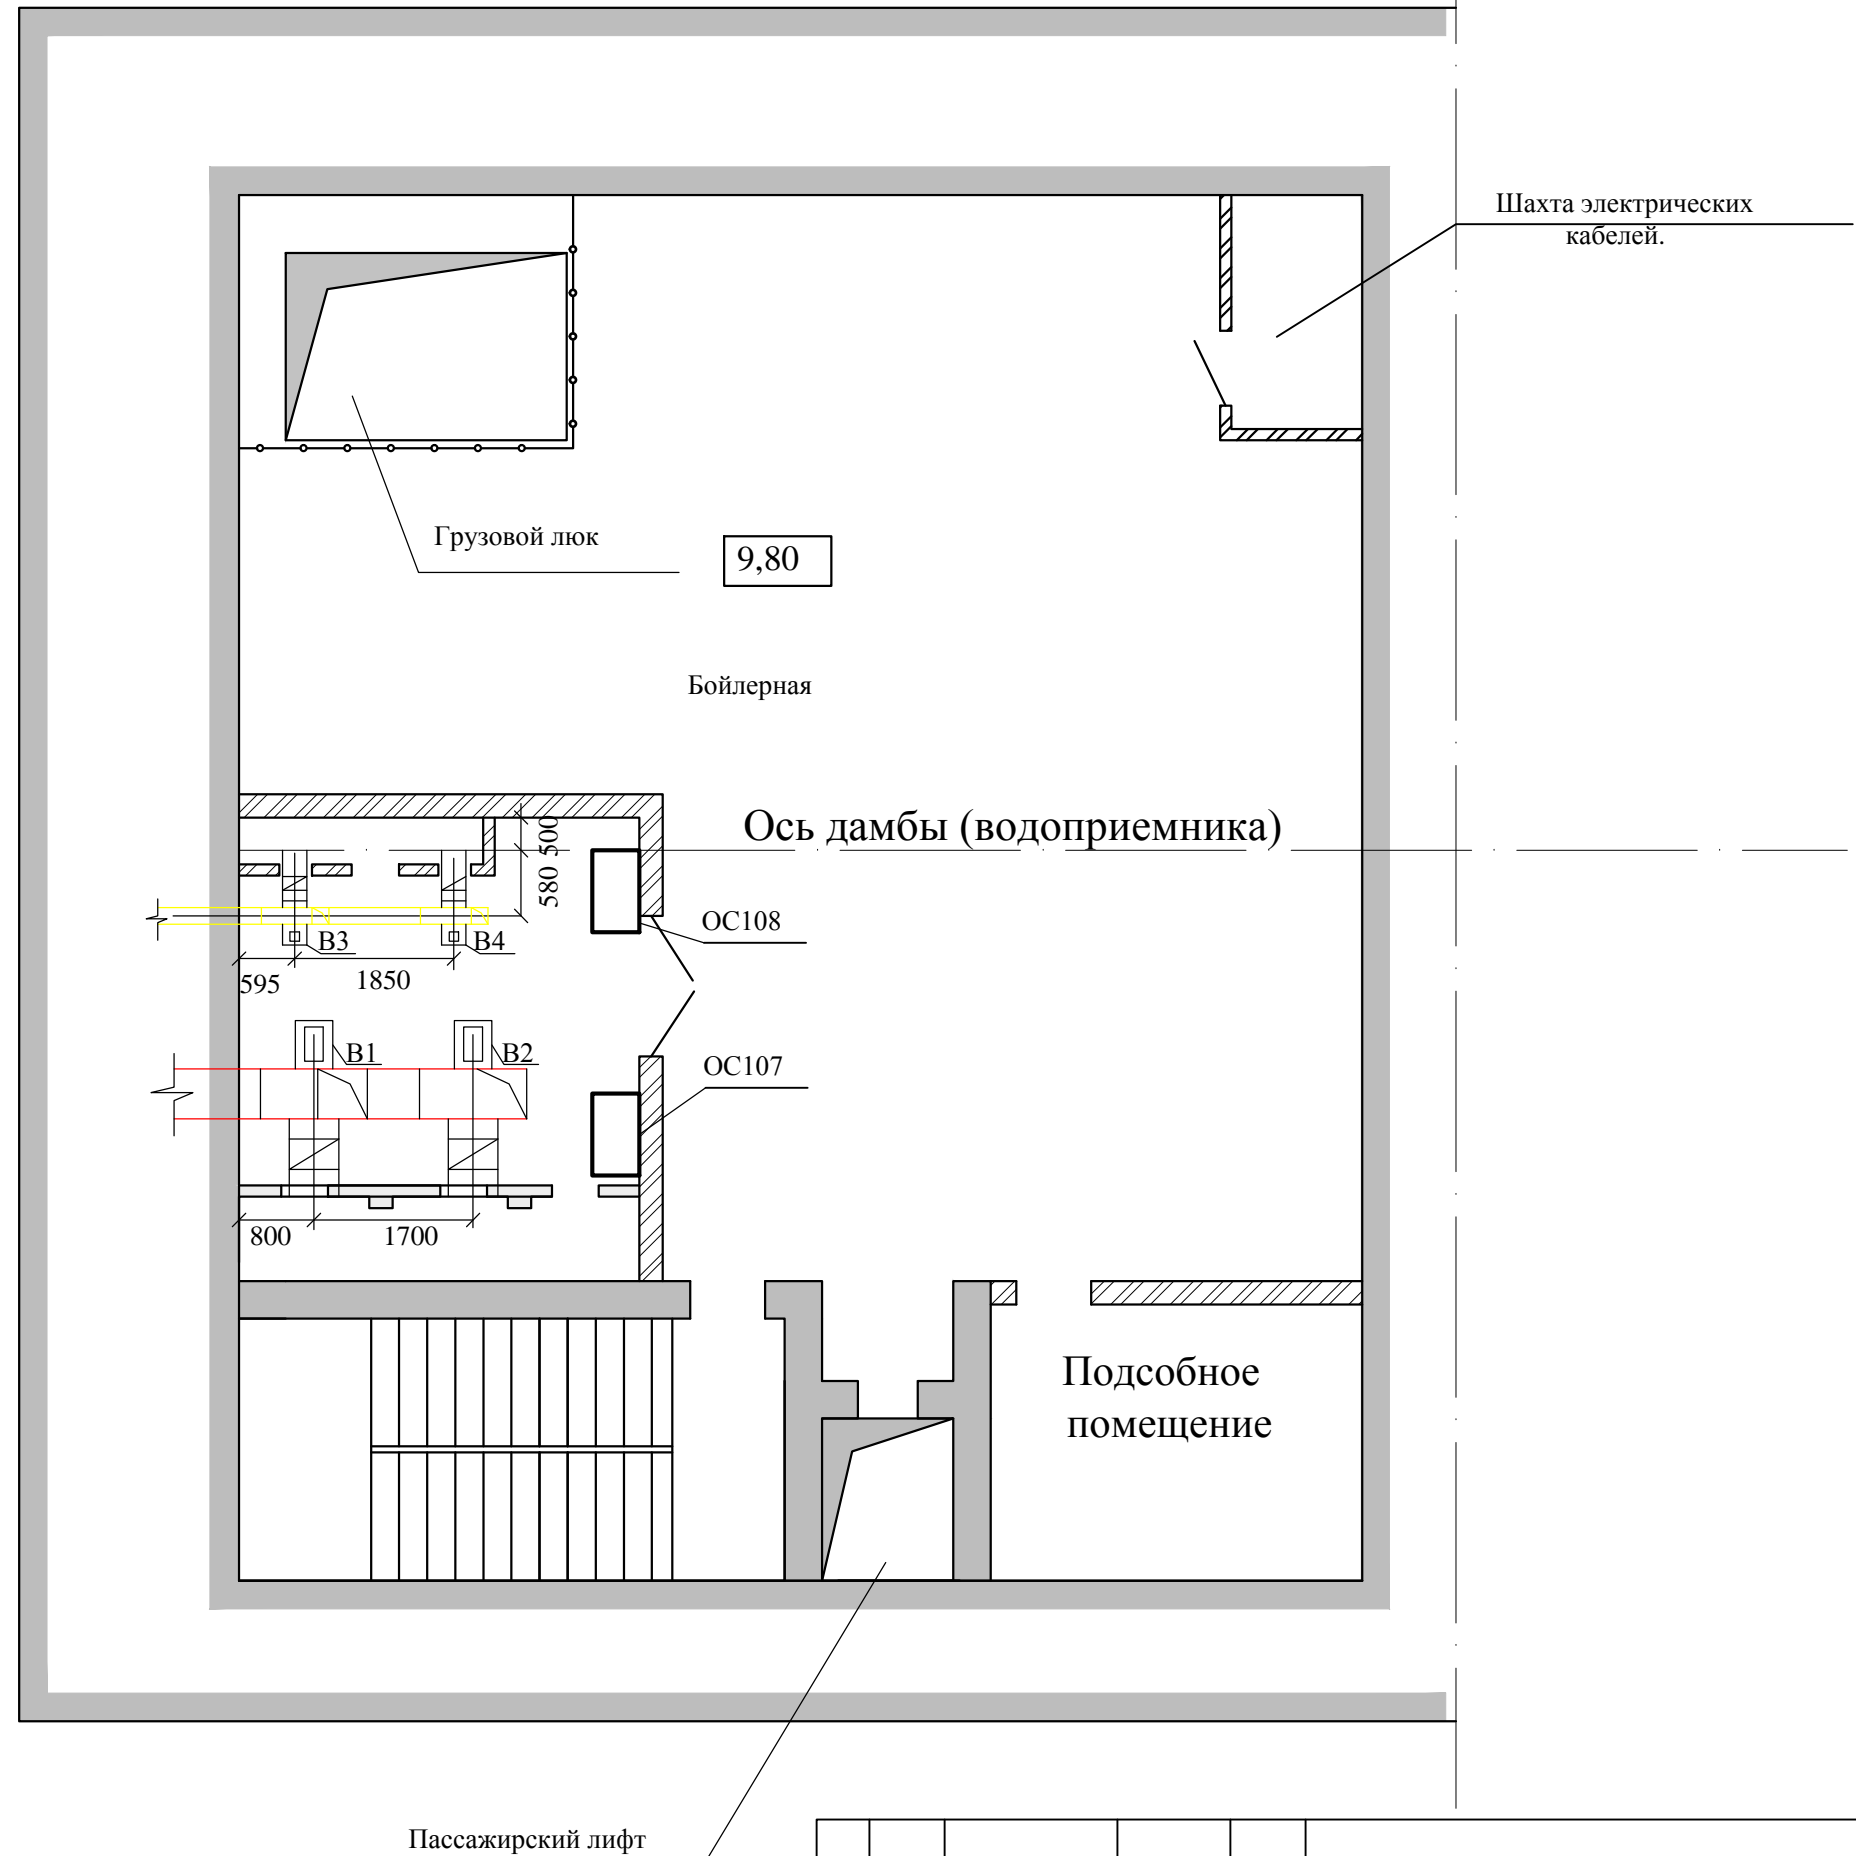 Шахта электрических
кабелей.
Грузовой люк
9,80
Бойлерная
Ось дамбы (водоприемника)
500
580
ОС108
В3
В4
595
1850
В1
В2
ОС107
800
1700
Подсобное
помещение
Пассажирский лифт